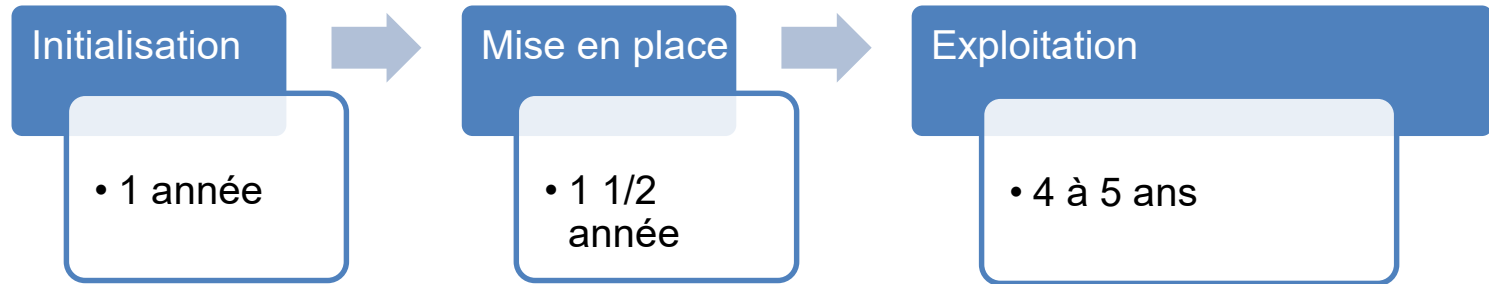 Initialisation
• 1 année
Mise en place
• 1 1/2
année
Exploitation
• 4 à 5 ans